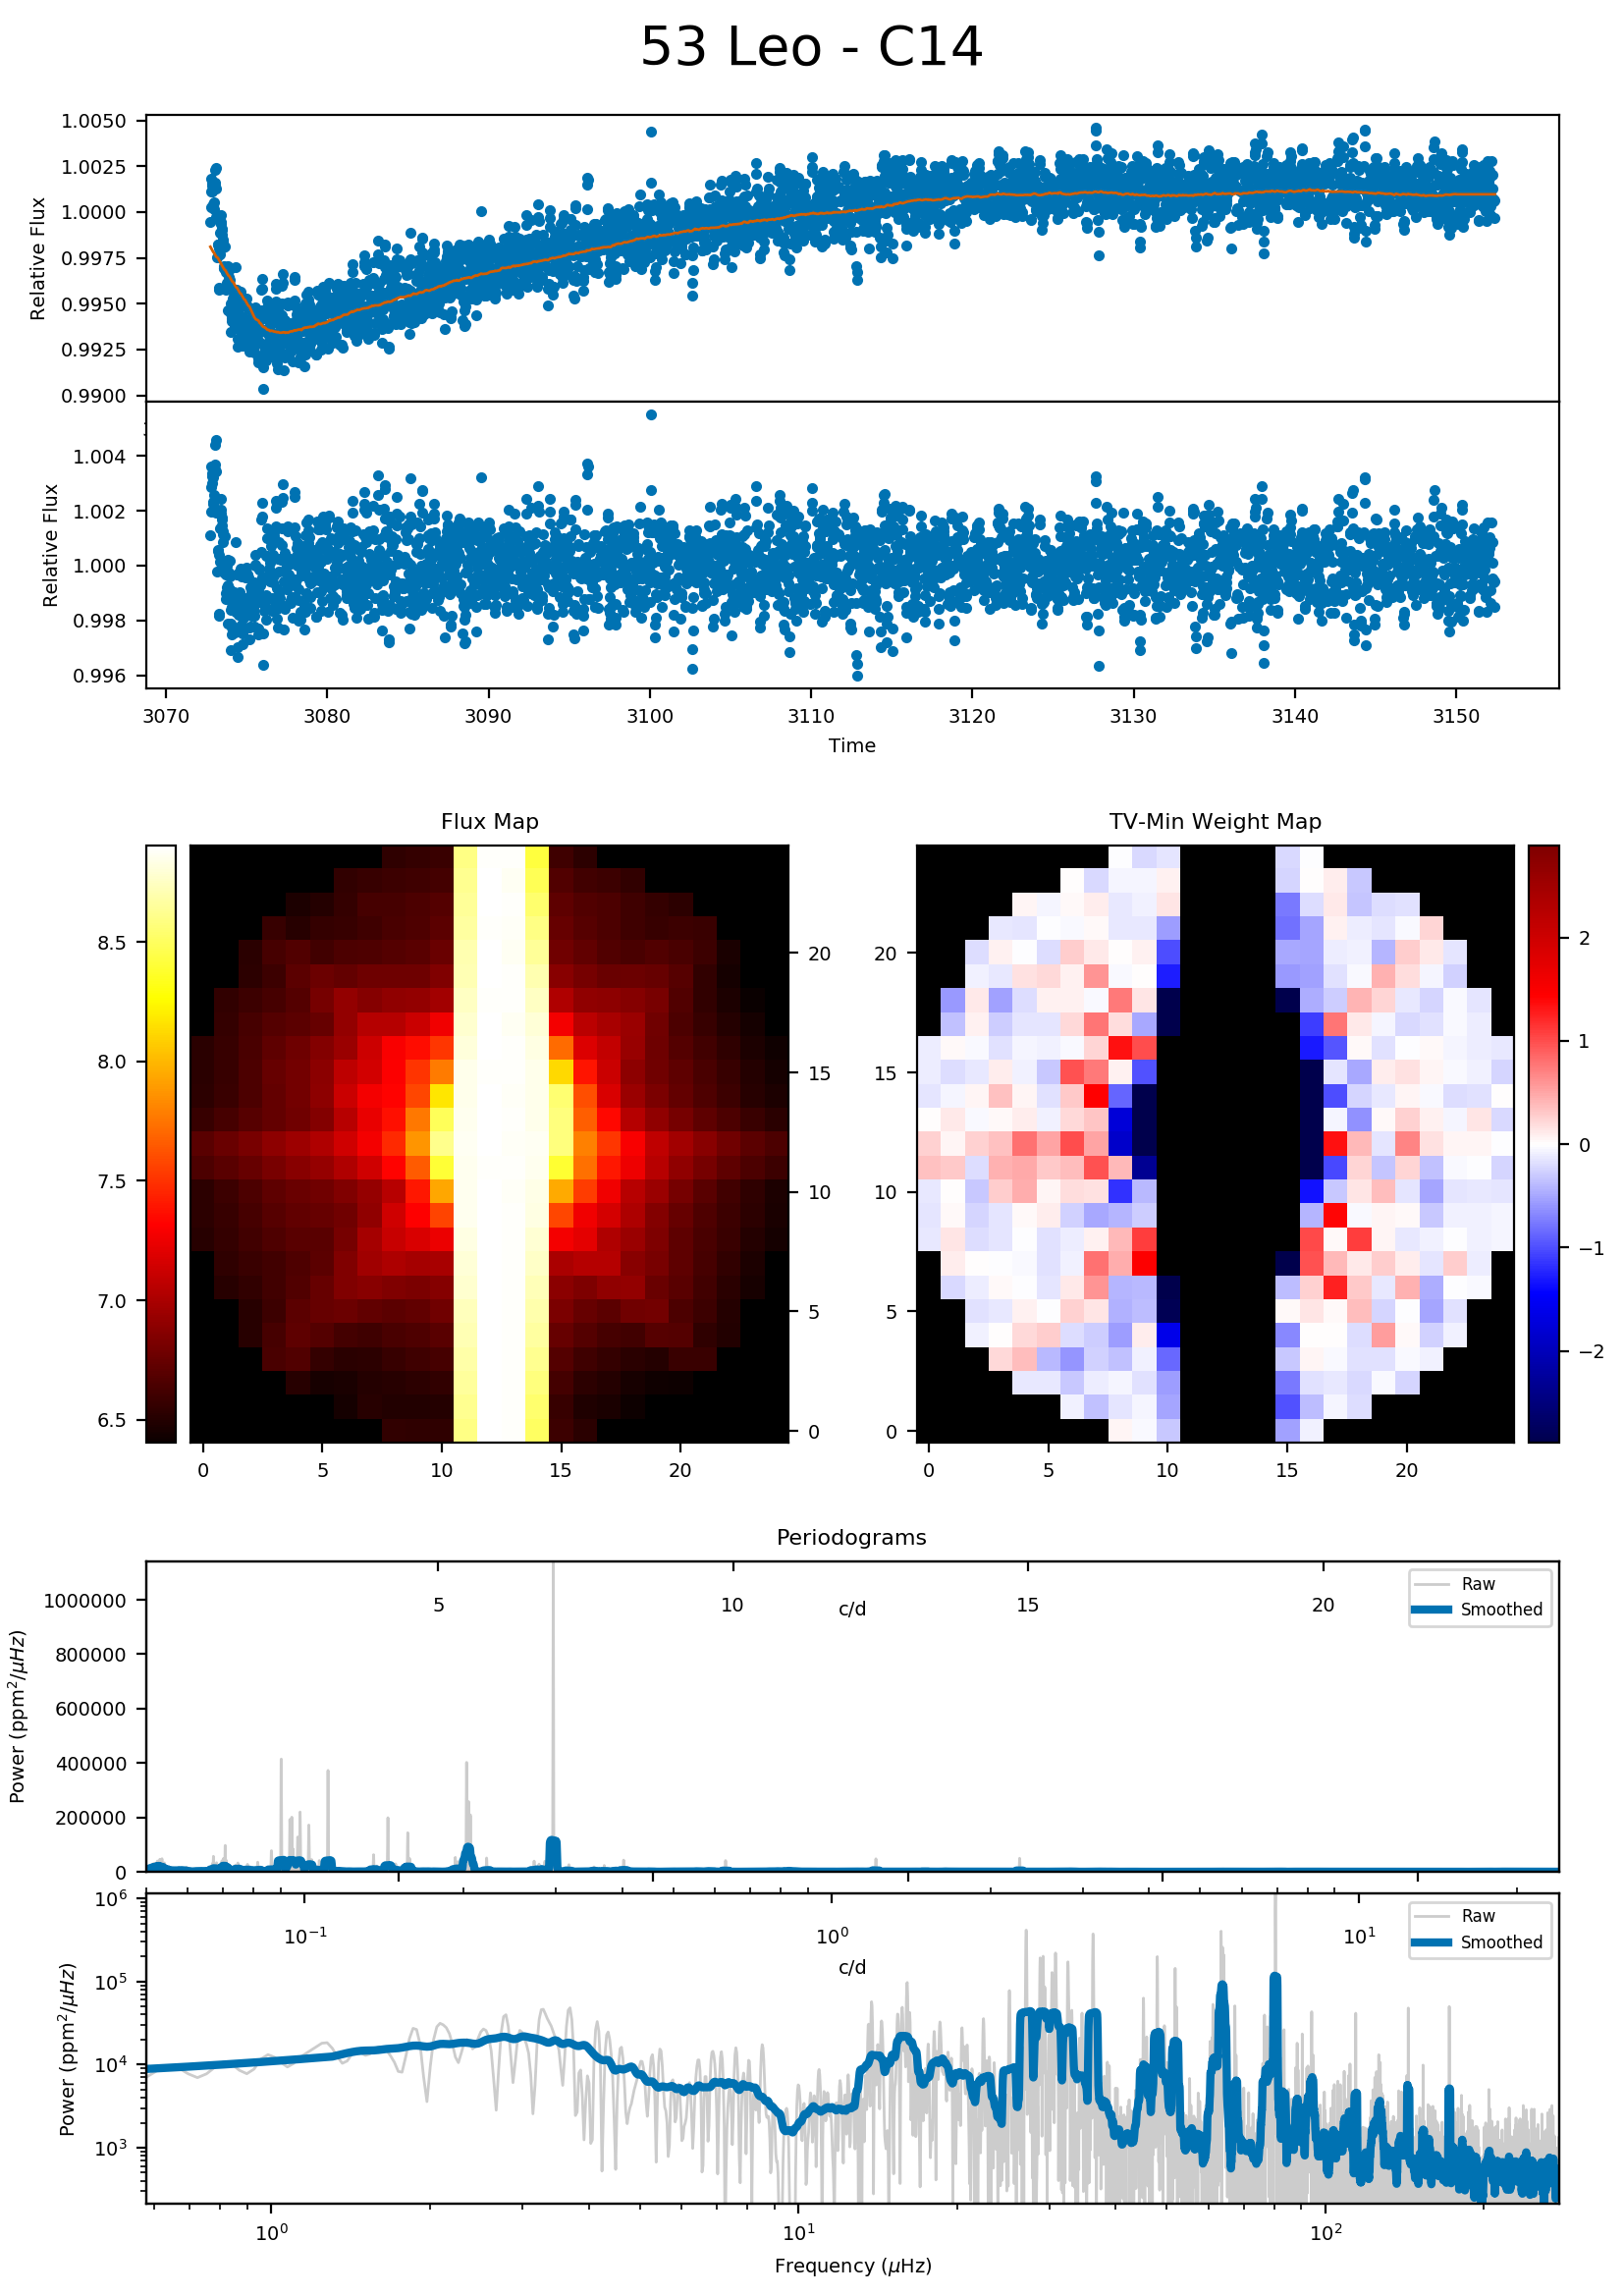 53 Leo - C14
1.0050
1.0025
1.0000
0.9975
0.9950
0.9925
0.9900
Relative Flux
1.004
1.002
1.000
0.998
0.996
Relative Flux
3070 3080 3090 3100 3110 3120 3130 3140 3150
Time
Flux Map
8.5
8.0
7.5
7.0
6.5
20
15
10
5
0
0 5 10 15 20
TV-Min Weight Map
20
15
10
5
0
0 5 10 15 20
2
1
0
−1
−2
Periodograms
1000000
800000
600000
400000
200000
0
Power (ppm²/μHz)
5 10 15 20
c/d
Raw
Smoothed
10⁶
10⁵
10⁴
10³
Power (ppm²/μHz)
10⁻¹ 10⁰ 10¹
c/d
Raw
Smoothed
10⁰ 10¹ 10²
Frequency (μHz)